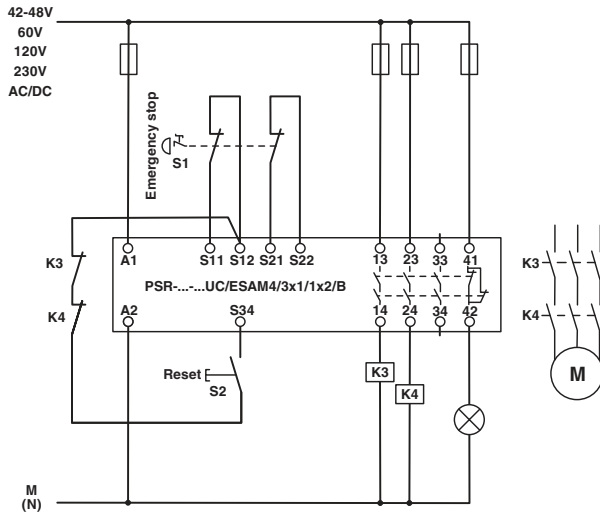 42-48V
60V
120V
230V
AC/DC
Emergency stop
S1
K3
A1
S11
S12
S21
S22
13
23
33
41
K3
PSR-...-...UC/ESAM4/3x1/1x2/B
K4
A2
S34
14
24
34
42
K4
Reset
S2
K3
K4
M
M
(N)